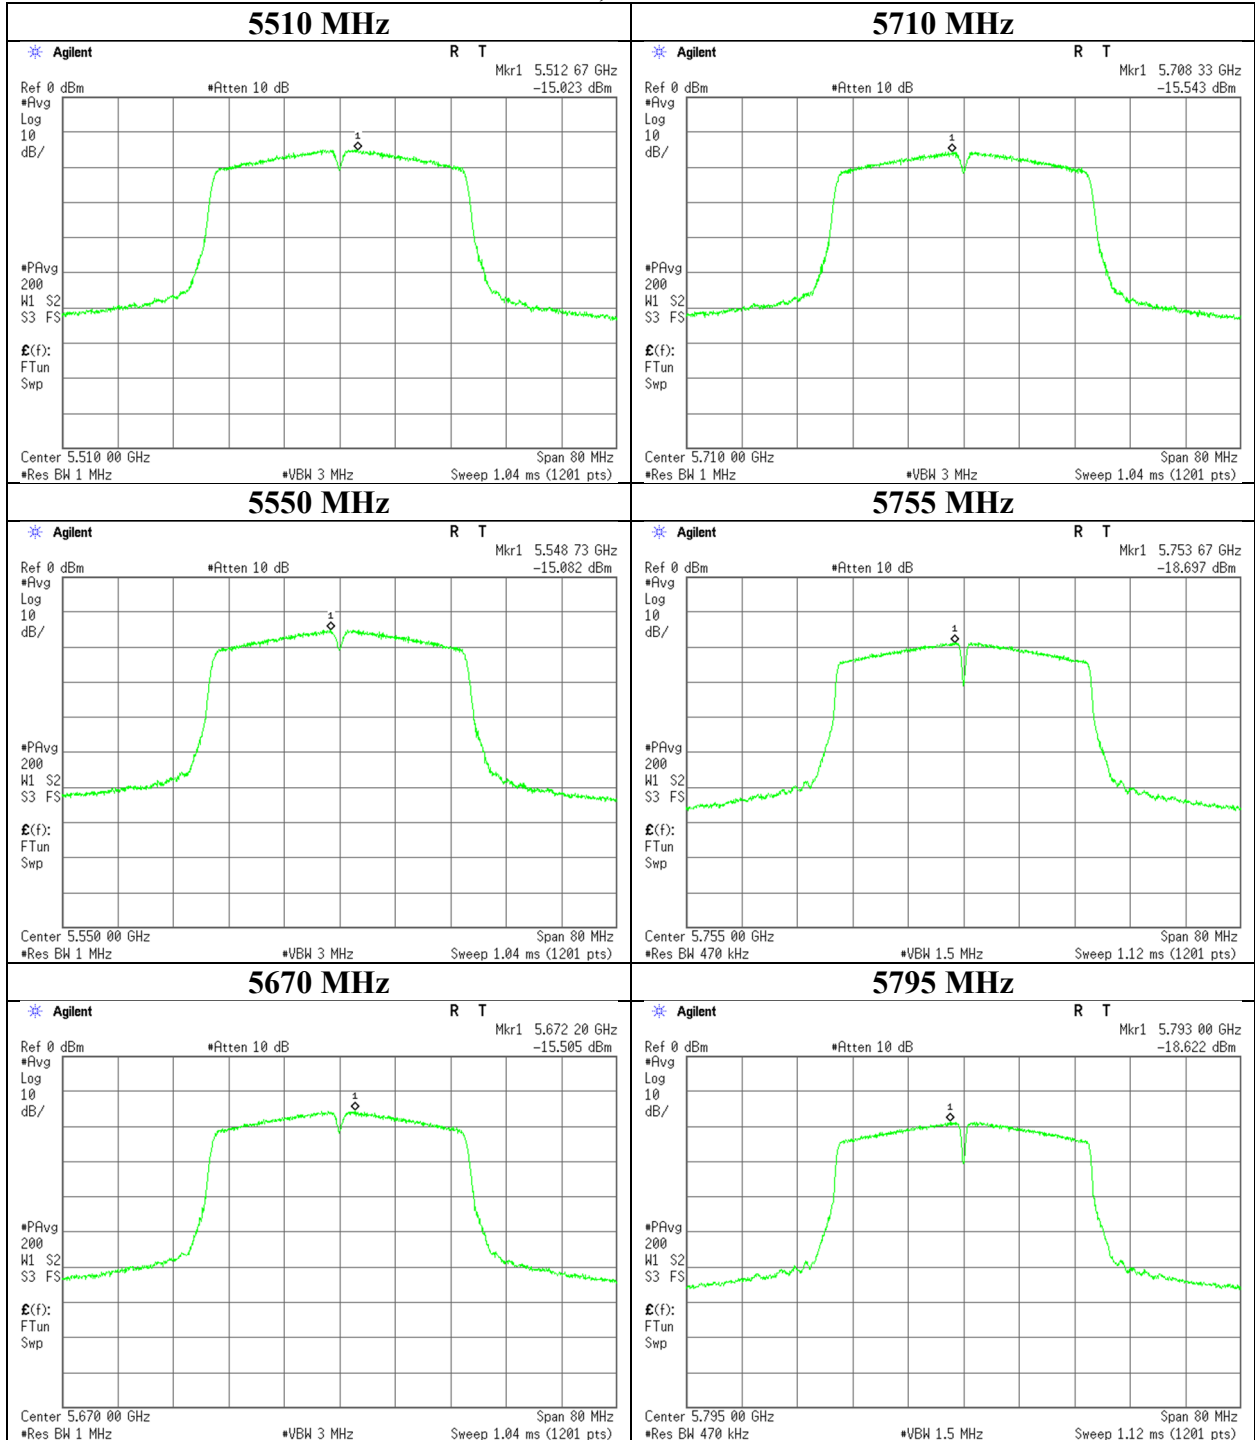 5510 MHz
Agilent R T
Mkr1 5.512 67 GHz
Ref 0 dBm #Atten 10 dB -15.023 dBm
#Avg
Log
10
dB/
1
#PAvg
200
W1 S2
S3 FS
£(f):
FTun
Swp
Center 5.510 00 GHz Span 80 MHz
#Res BW 1 MHz #VBW 3 MHz Sweep 1.04 ms (1201 pts)
5710 MHz
Agilent R T
Mkr1 5.708 33 GHz
Ref 0 dBm #Atten 10 dB -15.543 dBm
#Avg
Log
10
dB/
1
#PAvg
200
W1 S2
S3 FS
£(f):
FTun
Swp
Center 5.710 00 GHz Span 80 MHz
#Res BW 1 MHz #VBW 3 MHz Sweep 1.04 ms (1201 pts)
5550 MHz
Agilent R T
Mkr1 5.548 73 GHz
Ref 0 dBm #Atten 10 dB -15.082 dBm
#Avg
Log
10
dB/
1
#PAvg
200
W1 S2
S3 FS
£(f):
FTun
Swp
Center 5.550 00 GHz Span 80 MHz
#Res BW 1 MHz #VBW 3 MHz Sweep 1.04 ms (1201 pts)
5755 MHz
Agilent R T
Mkr1 5.753 67 GHz
Ref 0 dBm #Atten 10 dB -18.697 dBm
#Avg
Log
10
dB/
1
#PAvg
200
W1 S2
S3 FS
£(f):
FTun
Swp
Center 5.755 00 GHz Span 80 MHz
#Res BW 470 kHz #VBW 1.5 MHz Sweep 1.12 ms (1201 pts)
5670 MHz
Agilent R T
Mkr1 5.672 20 GHz
Ref 0 dBm #Atten 10 dB -15.505 dBm
#Avg
Log
10
dB/
1
#PAvg
200
W1 S2
S3 FS
£(f):
FTun
Swp
Center 5.670 00 GHz Span 80 MHz
#Res BW 1 MHz #VBW 3 MHz Sweep 1.04 ms (1201 pts)
5795 MHz
Agilent R T
Mkr1 5.793 00 GHz
Ref 0 dBm #Atten 10 dB -18.622 dBm
#Avg
Log
10
dB/
1
#PAvg
200
W1 S2
S3 FS
£(f):
FTun
Swp
Center 5.795 00 GHz Span 80 MHz
#Res BW 470 kHz #VBW 1.5 MHz Sweep 1.12 ms (1201 pts)